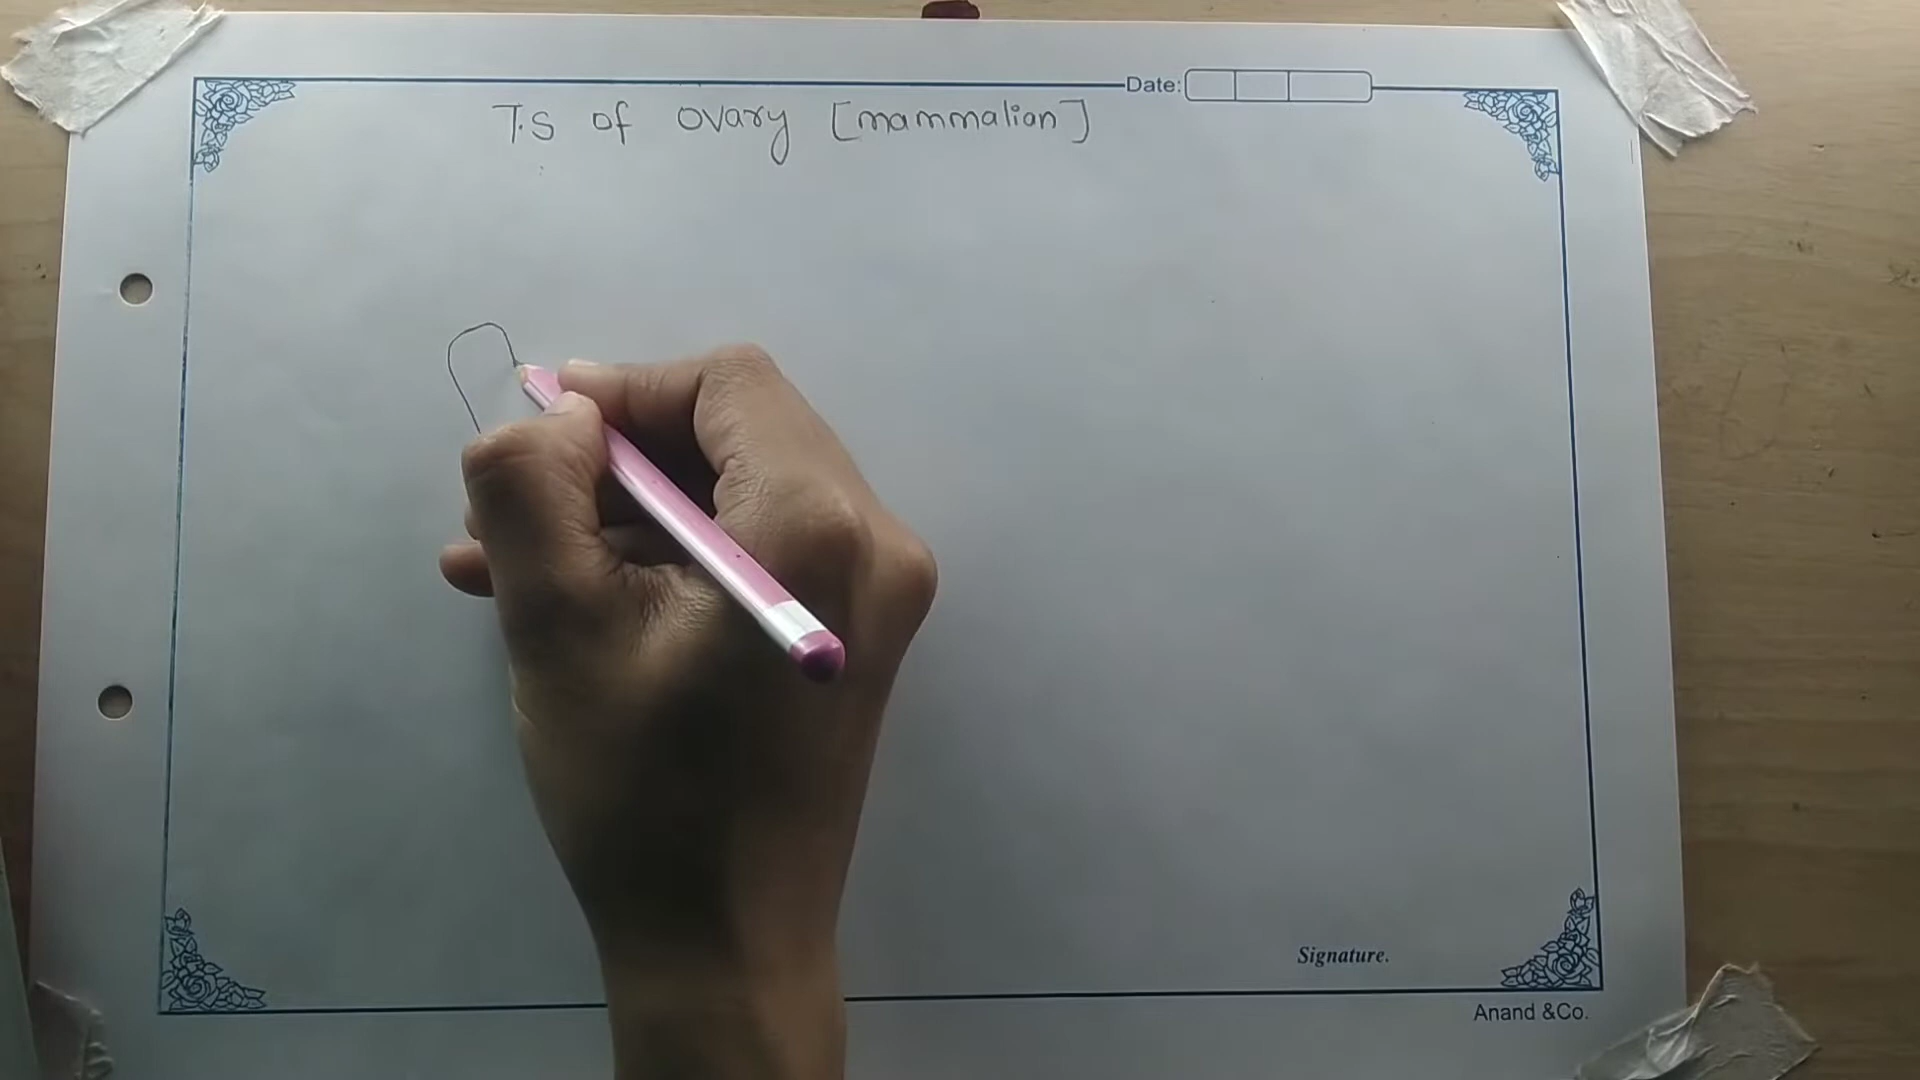 Date:
T.S of ovary [mammalian]
Signature.
Anand &Co.